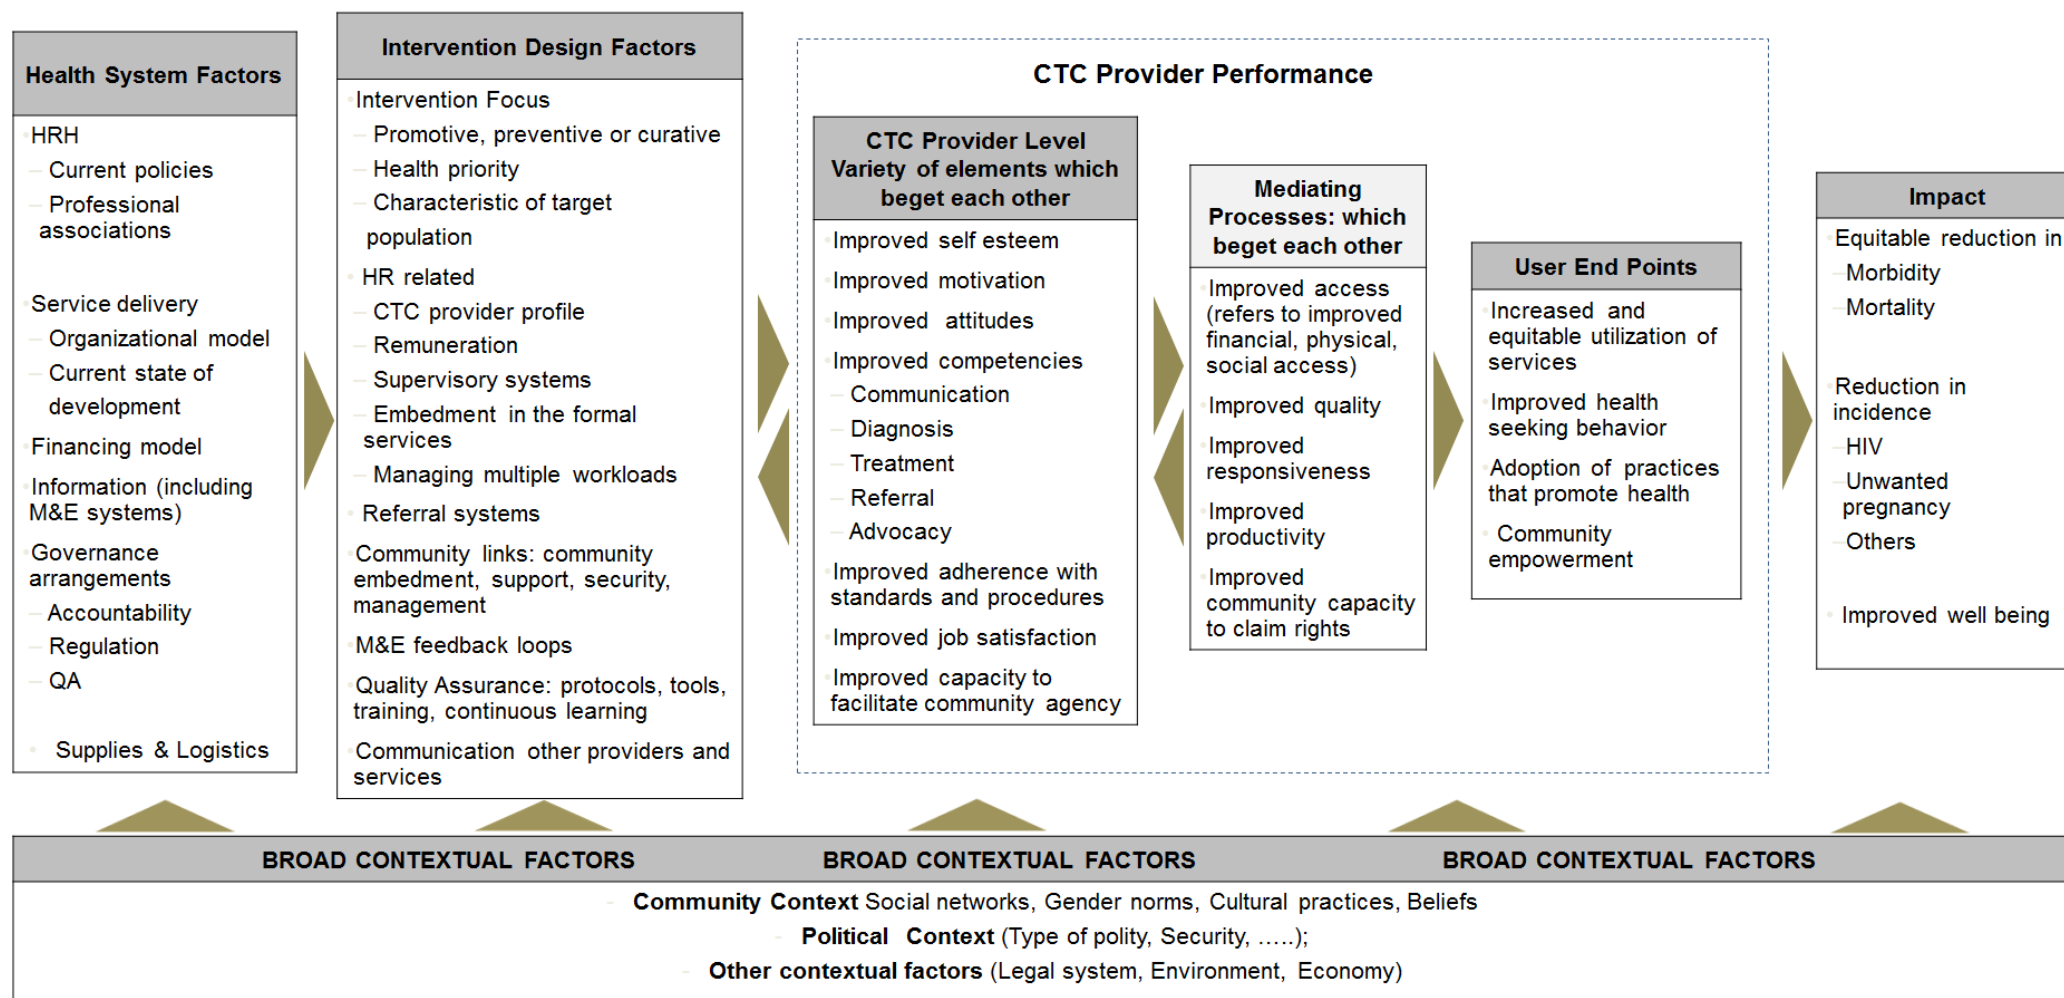 Health System Factors
HRH
– Current policies
– Professional
associations
Service delivery
– Organizational model
– Current state of
development
Financing model
Information (including
M&E systems)
Governance
arrangements
– Accountability
– Regulation
– QA
Supplies & Logistics
Intervention Design Factors
Intervention Focus
– Promotive, preventive or curative
– Health priority
– Characteristic of target
population
HR related
– CTC provider profile
– Remuneration
– Supervisory systems
– Embedment in the formal
services
– Managing multiple workloads
Referral systems
Community links: community
embedment, support, security,
management
M&E feedback loops
Quality Assurance: protocols, tools,
training, continuous learning
Communication other providers and
services
CTC Provider Performance
CTC Provider Level
Variety of elements which
beget each other
Improved self esteem
Improved motivation
Improved attitudes
Improved competencies
– Communication
– Diagnosis
– Treatment
– Referral
– Advocacy
Improved adherence with
standards and procedures
Improved job satisfaction
Improved capacity to
facilitate community agency
Mediating
Processes: which
beget each other
Improved access
(refers to improved
financial, physical,
social access)
Improved quality
Improved
responsiveness
Improved
productivity
Improved
community capacity
to claim rights
User End Points
Increased and
equitable utilization of
services
Improved health
seeking behavior
Adoption of practices
that promote health
Community
empowerment
Impact
Equitable reduction in
– Morbidity
– Mortality
Reduction in
incidence
– HIV
– Unwanted
pregnancy
– Others
Improved well being
BROAD CONTEXTUAL FACTORS BROAD CONTEXTUAL FACTORS BROAD CONTEXTUAL FACTORS
- Community Context Social networks, Gender norms, Cultural practices, Beliefs
- Political Context (Type of polity, Security, .....);
- Other contextual factors (Legal system, Environment, Economy)